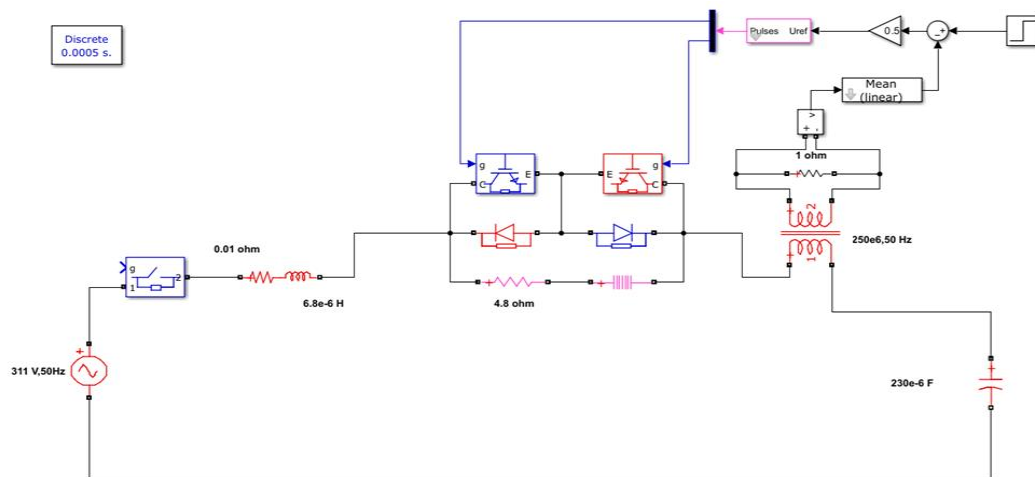 Discrete
0.0005 s.
Pulses Uref
0.5
-+
Mean
(linear)
>
+ -
1 ohm
g
C
E
E
g
C
+
+
2
0.01 ohm
+
+
1
250e6,50 Hz
g
1
2
+
6.8e-6 H
+
4.8 ohm
+
311 V,50Hz
+
230e-6 F
+